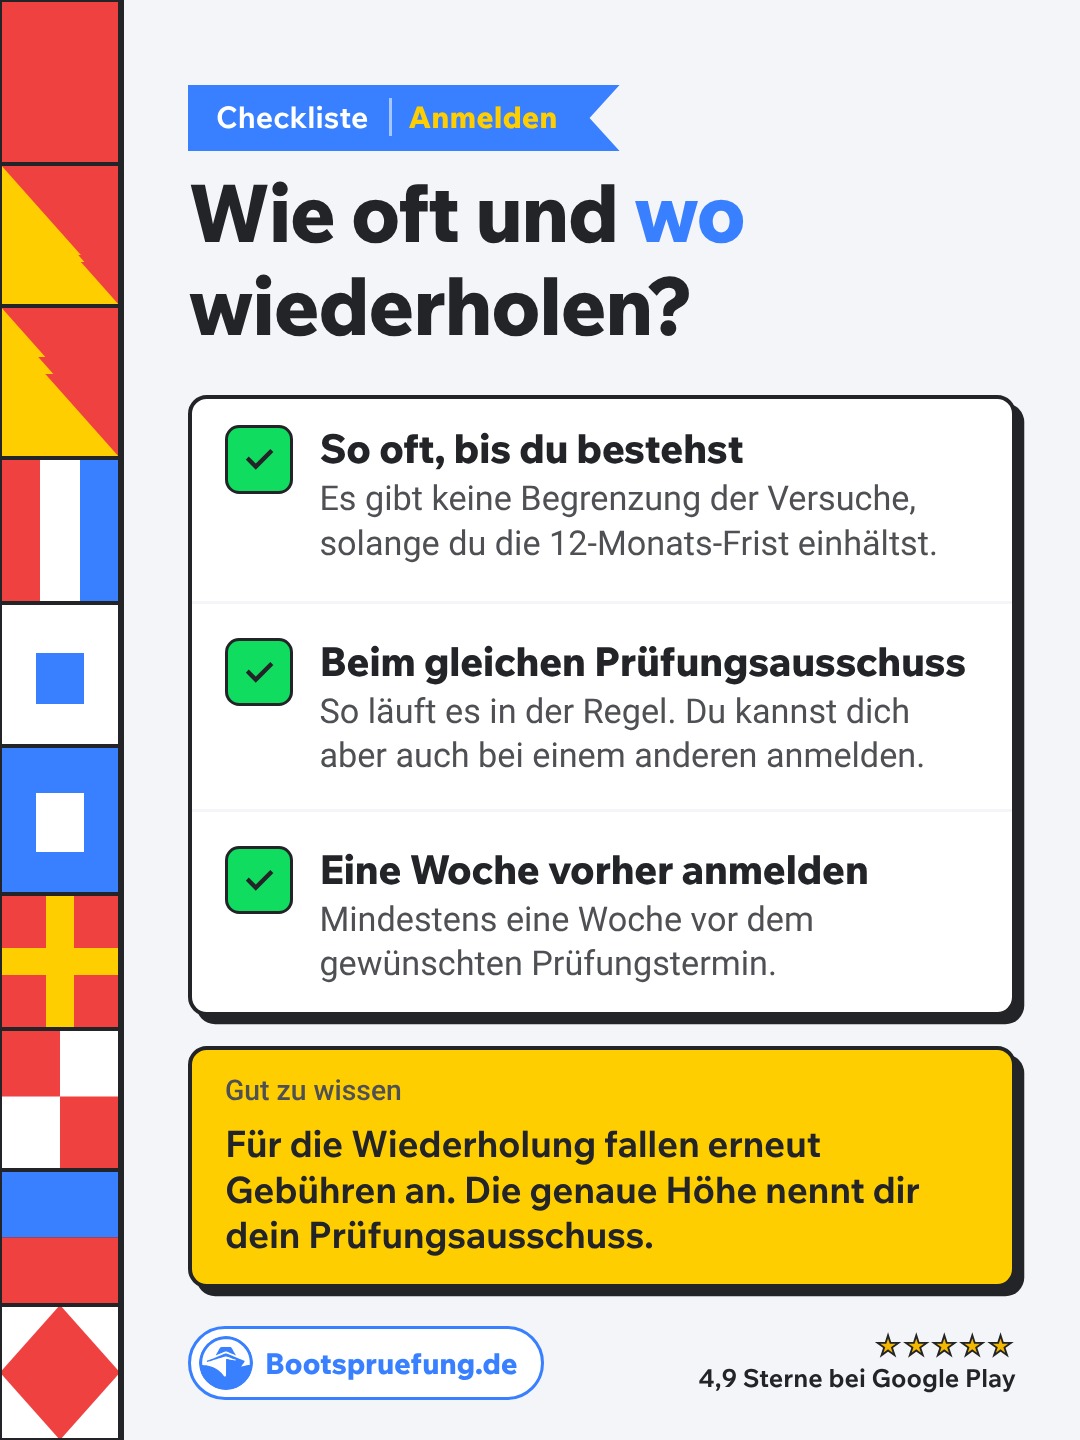 Checkliste | Anmelden
Wie oft und wo
wiederholen?
So oft, bis du bestehst
Es gibt keine Begrenzung der Versuche,
solange du die 12-Monats-Frist einhältst.
Beim gleichen Prüfungsausschuss
So läuft es in der Regel. Du kannst dich
aber auch bei einem anderen anmelden.
Eine Woche vorher anmelden
Mindestens eine Woche vor dem
gewünschten Prüfungstermin.
Gut zu wissen
Für die Wiederholung fallen erneut
Gebühren an. Die genaue Höhe nennt dir
dein Prüfungsausschuss.
Bootspruefung.de
4,9 Sterne bei Google Play